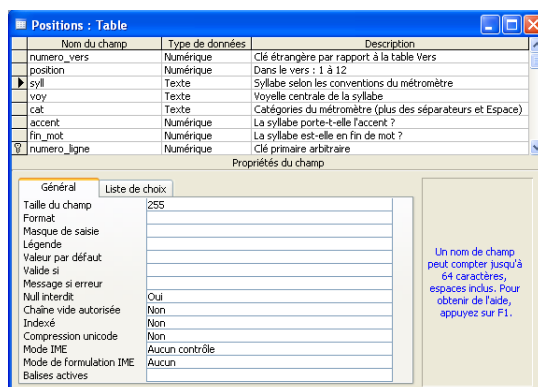 Positions : Table
Nom du champ Type de données Description
numero_vers Numérique Clé étrangère par rapport à la table Vers
position Numérique Dans le vers : 1 à 12
syll Texte Syllabe selon les conventions du métromètre
voy Texte Voyelle centrale de la syllabe
cat Texte Catégories du métromètre (plus des séparateurs et Espace)
accent Numérique La syllabe porte-t-elle l'accent ?
fin_mot Numérique La syllabe est-elle en fin de mot ?
numero_ligne Numérique Clé primaire arbitraire
Propriétés du champ
Général Liste de choix
Taille du champ 255
Format
Masque de saisie
Légende
Valeur par défaut
Valide si
Message si erreur
Null interdit Oui
Chaîne vide autorisée Non
Indexé Non
Compression unicode Non
Mode IME Aucun contrôle
Mode de formulation IME Aucun
Balises actives
Un nom de champ
peut compter jusqu'à
64 caractères,
espaces inclus. Pour
obtenir de l'aide,
appuyez sur F1.